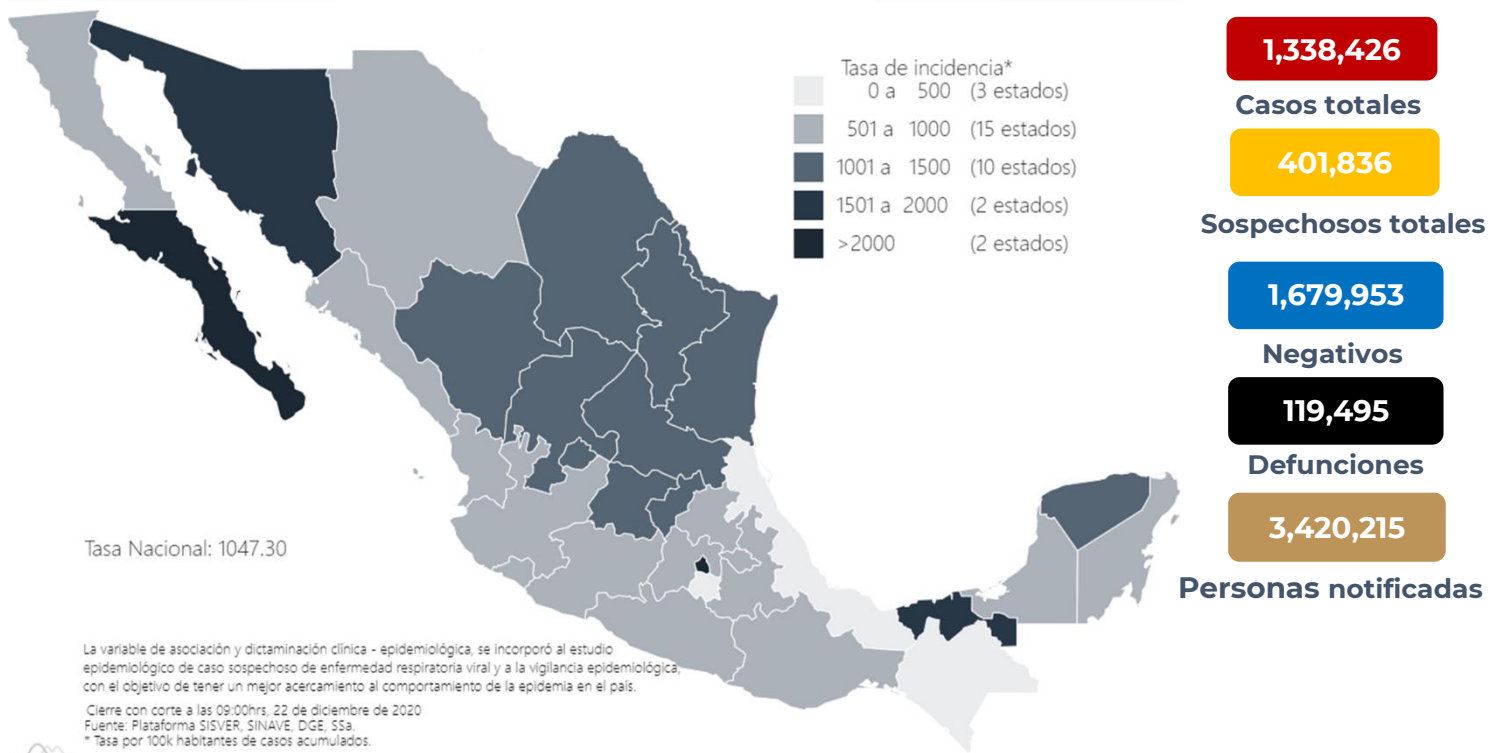 Tasa de incidencia*
0 a 500 (3 estados)
501 a 1000 (15 estados)
1001 a 1500 (10 estados)
1501 a 2000 (2 estados)
>2000 (2 estados)
1,338,426
Casos totales
401,836
Sospechosos totales
1,679,953
Negativos
119,495
Defunciones
3,420,215
Personas notificadas
Tasa Nacional: 1047.30
La variable de asociación y dictaminación clínica - epidemiológica, se incorporó al estudio
epidemiológico de caso sospechoso de enfermedad respiratoria viral y a la vigilancia epidemiológica,
con el objetivo de tener un mejor acercamiento al comportamiento de la epidemia en el país.
Cierre con corte a las 09:00hrs, 22 de diciembre de 2020
Fuente: Plataforma SISVER, SINAVE, DGE, SSa.
* Tasa por 100k habitantes de casos acumulados.